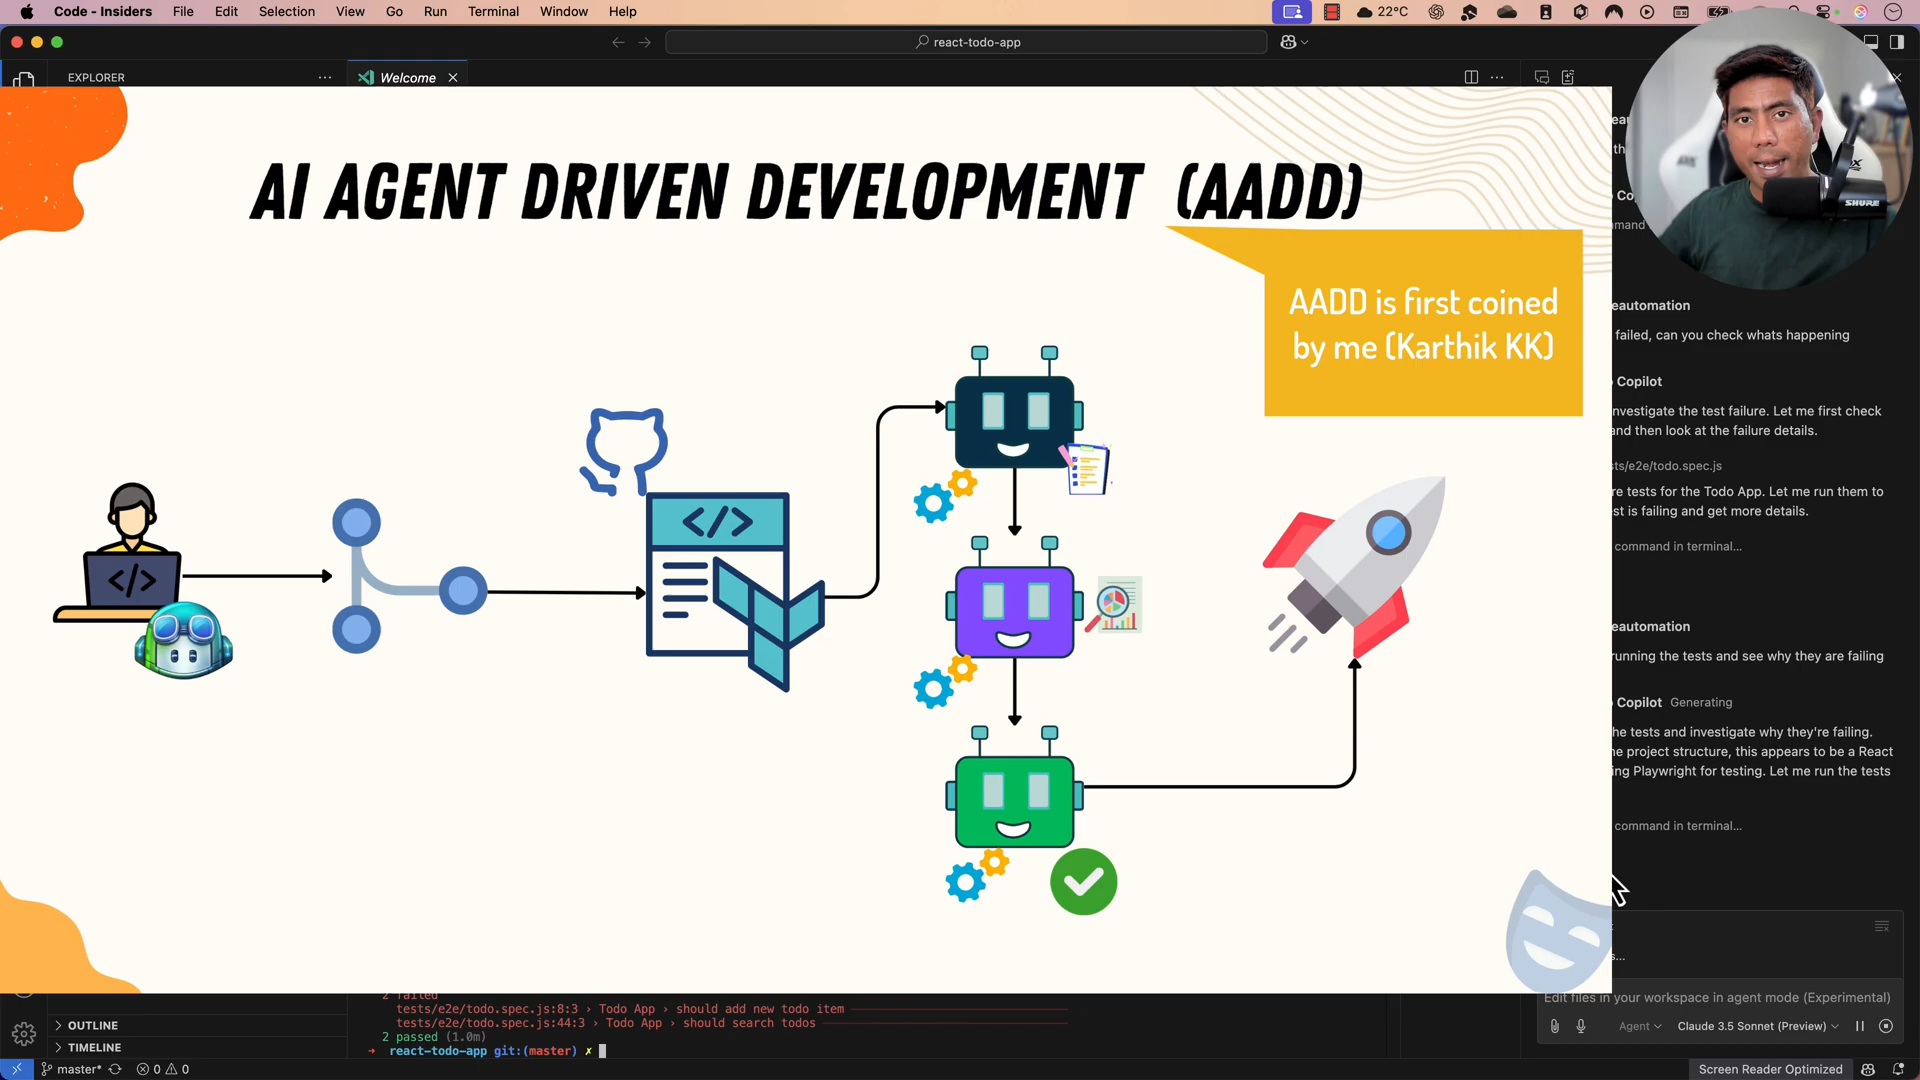 Code - Insiders File Edit Selection View Go Run Terminal Window Help
22°C
react-todo-app
EXPLORER
Welcome
AI AGENT DRIVEN DEVELOPMENT (AADD)
AADD is first coined
by me (Karthik KK)
</>
</>
SHURE
eautomation
failed, can you check whats happening
Copilot
nvestigate the test failure. Let me first check
and then look at the failure details.
sts/e2e/todo.spec.js
re tests for the Todo App. Let me run them to
st is failing and get more details.
command in terminal...
eautomation
running the tests and see why they are failing
Copilot Generating
he tests and investigate why they're failing.
he project structure, this appears to be a React
ing Playwright for testing. Let me run the tests
command in terminal...
s...
Edit files in your workspace in agent mode (Experimental)
Agent Claude 3.5 Sonnet (Preview)
2 failed
tests/e2e/todo.spec.js:8:3 › Todo App › should add new todo item
tests/e2e/todo.spec.js:44:3 › Todo App › should search todos
2 passed (1.0m)
react-todo-app git:(master) ✗
OUTLINE
TIMELINE
master* 0 0
Screen Reader Optimized